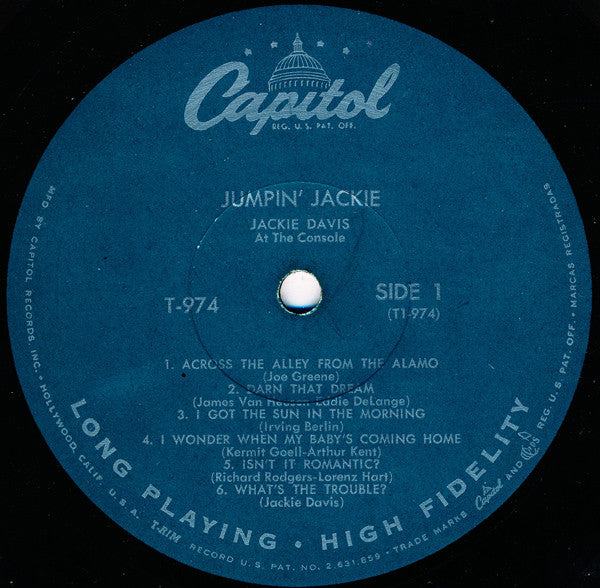 Capitol
REG. U. S. PAT. OFF.
JUMPIN' JACKIE
JACKIE DAVIS
At The Console
T-974
SIDE 1
(T1-974)
1. ACROSS THE ALLEY FROM THE ALAMO
(Joe Greene)
2. DARN THAT DREAM
(James Van Heusen-Eddie DeLange)
3. I GOT THE SUN IN THE MORNING
(Irving Berlin)
4. I WONDER WHEN MY BABY'S COMING HOME
(Kermit Goell-Arthur Kent)
5. ISN'T IT ROMANTIC?
(Richard Rodgers-Lorenz Hart)
6. WHAT'S THE TROUBLE?
(Jackie Davis)
LONG PLAYING • HIGH FIDELITY
MFD BY CAPITOL RECORDS, INC. • HOLLYWOOD, CALIF. U. S. A. T-RIM RECORD U. S. PAT. NO. 2,631,859 • TRADE MARKS Capitol AND REG U. S. PAT. OFF. • MARCAS REGISTRADAS